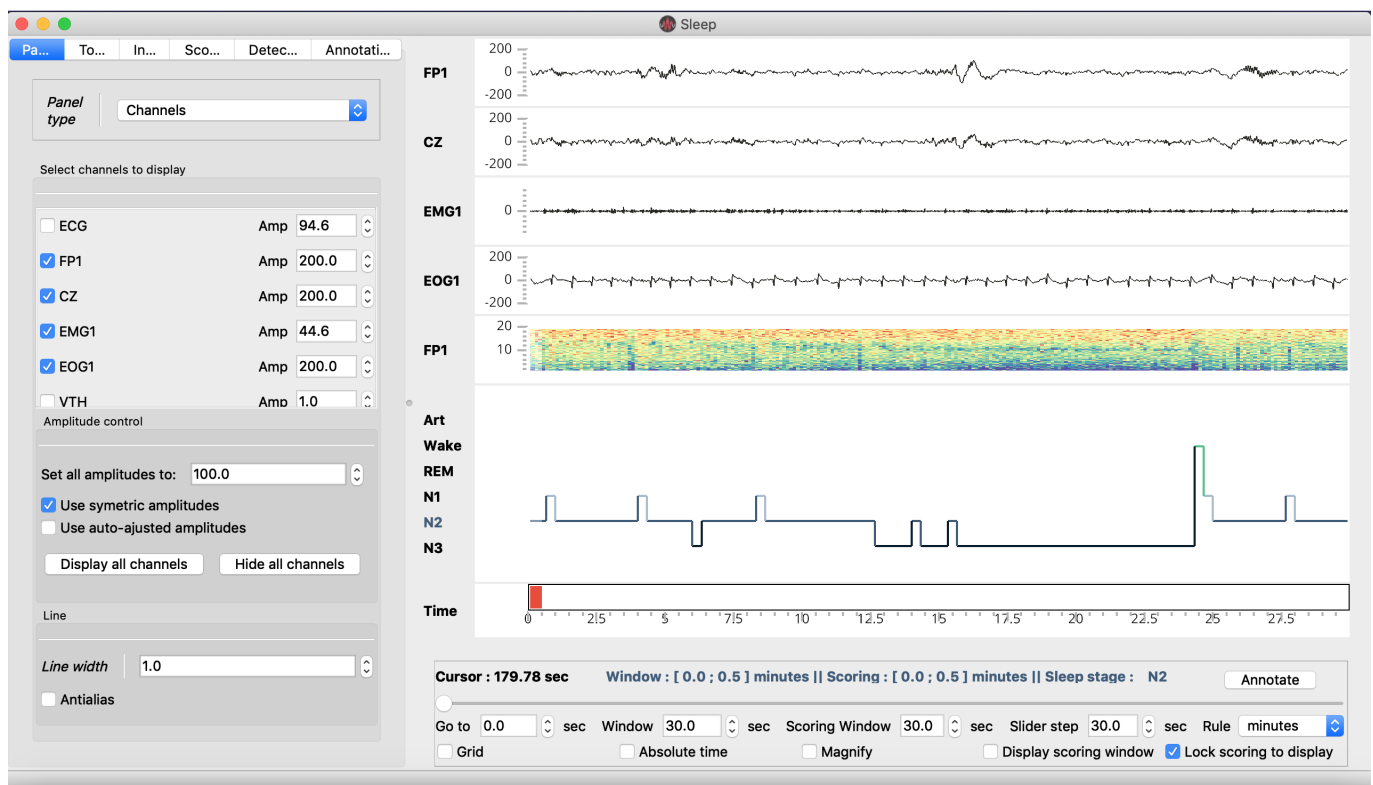 Sleep
Pa... To... In... Sco... Detec... Annotati...
Panel type Channels
Select channels to display
ECG Amp 94.6
FP1 Amp 200.0
CZ Amp 200.0
EMG1 Amp 44.6
EOG1 Amp 200.0
VTH Amp 1.0
Amplitude control
Set all amplitudes to: 100.0
Use symetric amplitudes
Use auto-ajusted amplitudes
Display all channels Hide all channels
Line
Line width 1.0
Antialias
200
FP1 0
-200
200
CZ 0
-200
EMG1 0
200
EOG1 0
-200
20
FP1 10
Art
Wake
REM
N1
N2
N3
Time
0 2.5 5 7.5 10 12.5 15 17.5 20 22.5 25 27.5
Cursor : 179.78 sec Window : [ 0.0 ; 0.5 ] minutes || Scoring : [ 0.0 ; 0.5 ] minutes || Sleep stage : N2 Annotate
Go to 0.0 sec Window 30.0 sec Scoring Window 30.0 sec Slider step 30.0 sec Rule minutes
Grid Absolute time Magnify Display scoring window Lock scoring to display